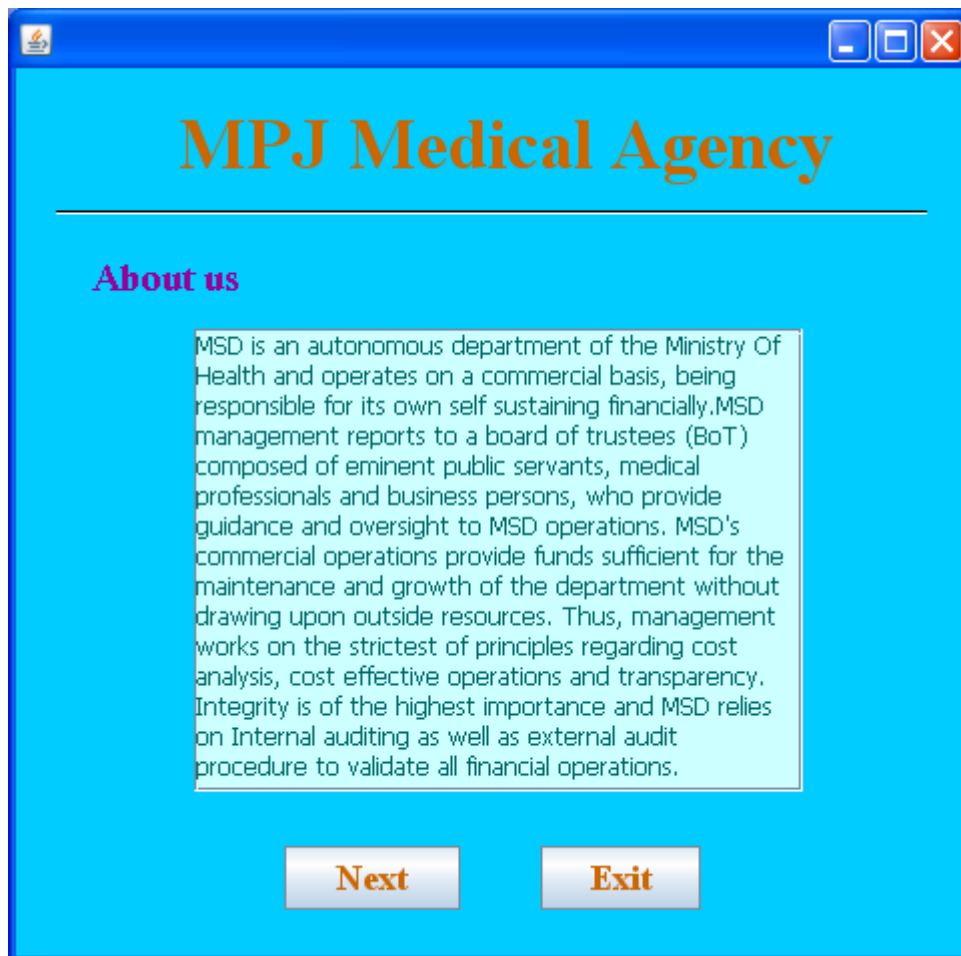 MPJ Medical Agency
About us
MSD is an autonomous department of the Ministry Of
Health and operates on a commercial basis, being
responsible for its own self sustaining financially.MSD
management reports to a board of trustees (BoT)
composed of eminent public servants, medical
professionals and business persons, who provide
guidance and oversight to MSD operations. MSD's
commercial operations provide funds sufficient for the
maintenance and growth of the department without
drawing upon outside resources. Thus, management
works on the strictest of principles regarding cost
analysis, cost effective operations and transparency.
Integrity is of the highest importance and MSD relies
on Internal auditing as well as external audit
procedure to validate all financial operations.
Next Exit